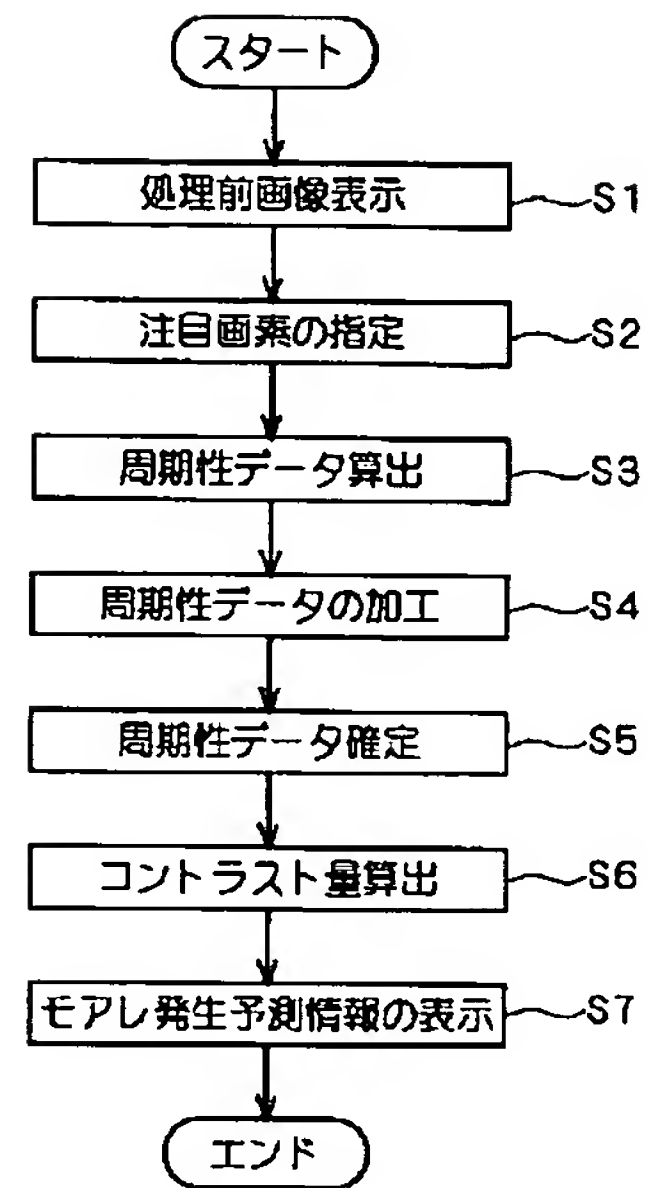 スタート
処理前画像表示 S1
注目画素の指定 S2
周期性データ算出 S3
周期性データの加工 S4
周期性データ確定 S5
コントラスト量算出 S6
モアレ発生予測情報の表示 S7
エンド